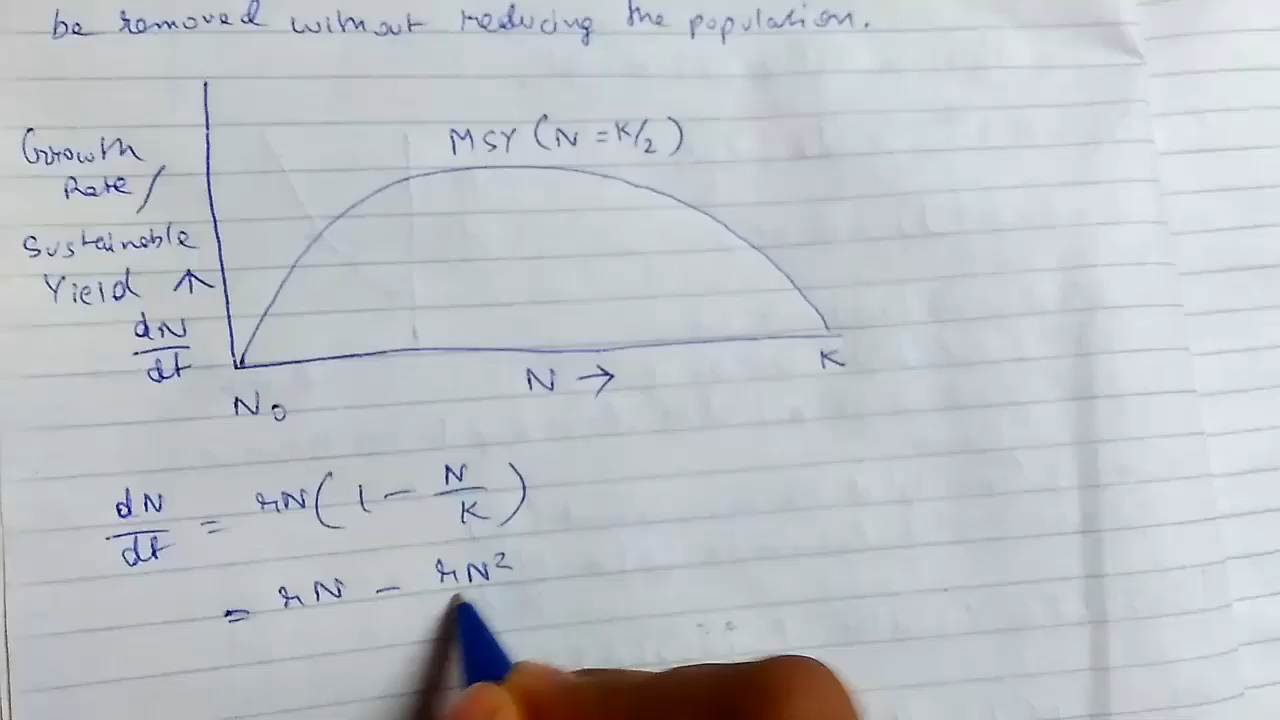 be removed without reducing the population.
MSY (N = K/2)
Growth
Rate/
Sustainable
Yield ↑
dN/dt
N →
K
N₀
dN/dt = rN(1 - N/K)
= rN - rN²